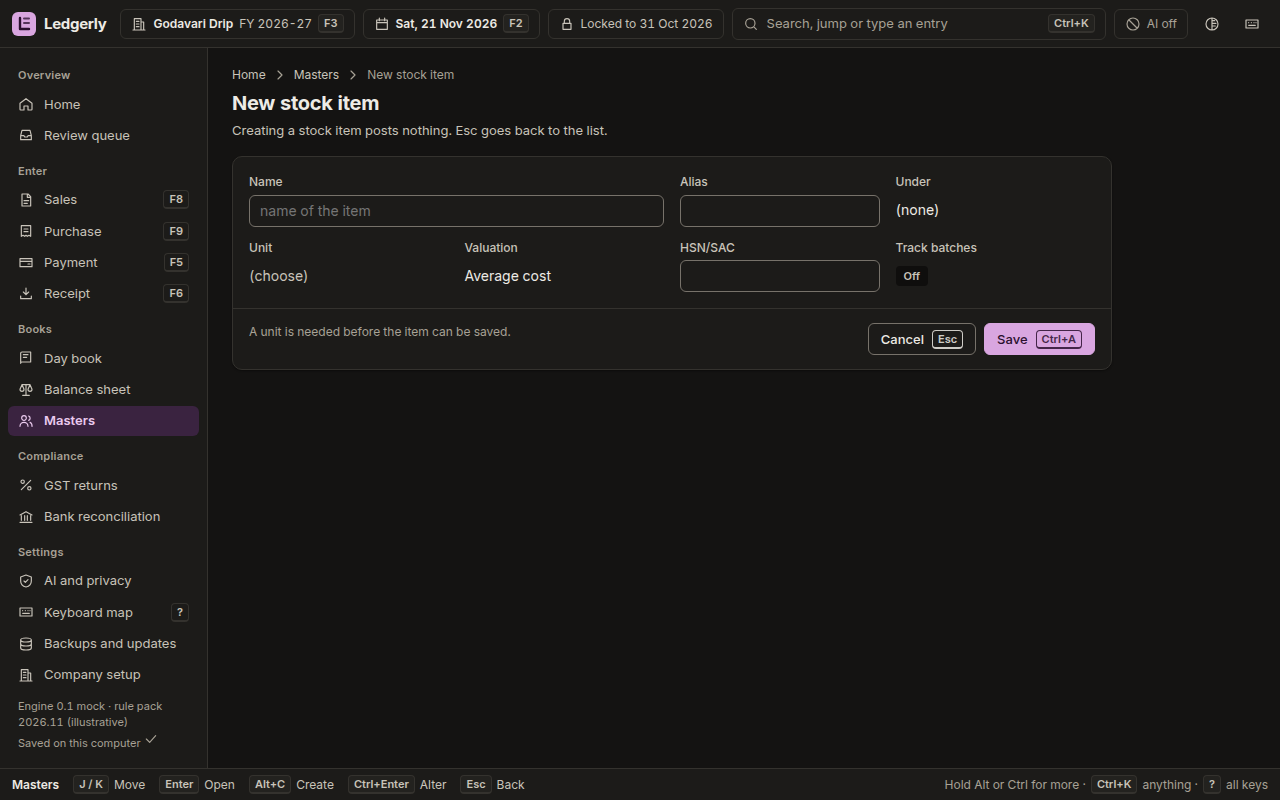 Ledgerly
Godavari Drip FY 2026-27 F3
Sat, 21 Nov 2026 F2
Locked to 31 Oct 2026
Search, jump or type an entry Ctrl+K
AI off
Overview
Home
Review queue
Enter
Sales F8
Purchase F9
Payment F5
Receipt F6
Books
Day book
Balance sheet
Masters
Compliance
GST returns
Bank reconciliation
Settings
AI and privacy
Keyboard map ?
Backups and updates
Company setup
Engine 0.1 mock · rule pack
2026.11 (illustrative)
Saved on this computer
Home > Masters > New stock item
New stock item
Creating a stock item posts nothing. Esc goes back to the list.
Name Alias Under
name of the item (none)
Unit Valuation HSN/SAC Track batches
(choose) Average cost Off
A unit is needed before the item can be saved.
Cancel Esc Save Ctrl+A
Masters J / K Move Enter Open Alt+C Create Ctrl+Enter Alter Esc Back
Hold Alt or Ctrl for more · Ctrl+K anything · ? all keys